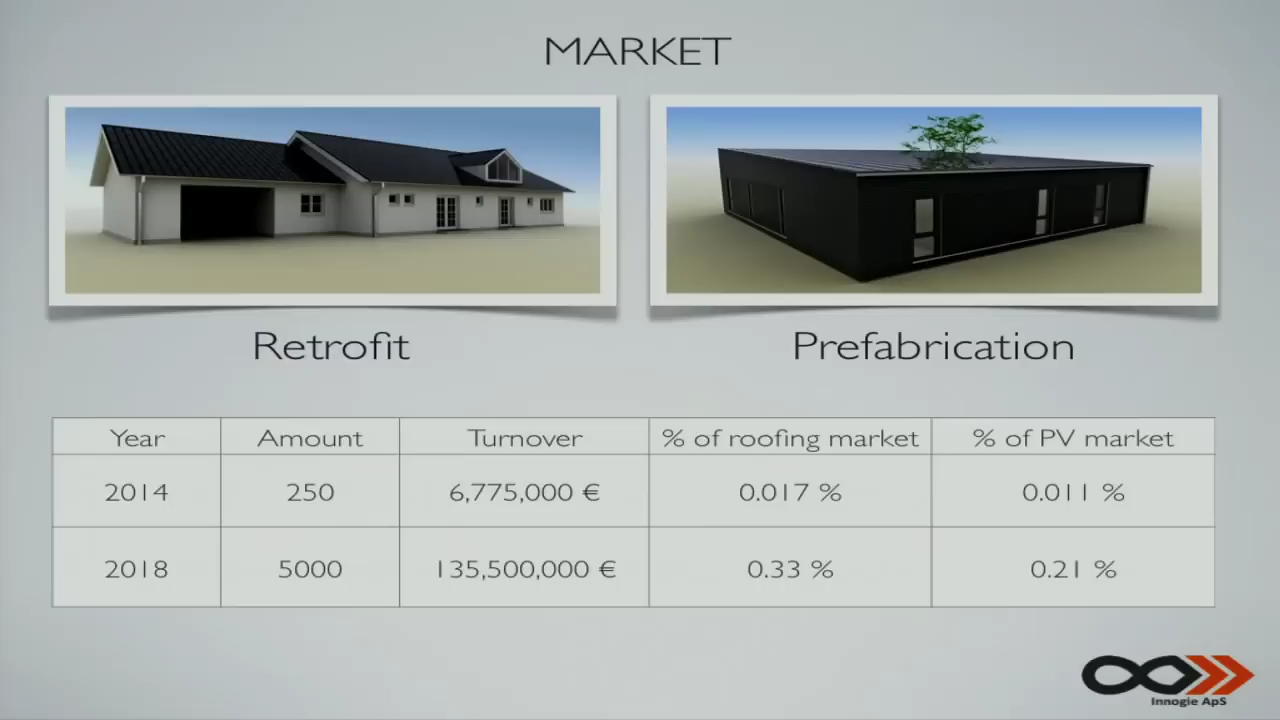 MARKET
Retrofit
Prefabrication
Year Amount Turnover % of roofing market % of PV market
2014 250 6,775,000 € 0.017 % 0.011 %
2018 5000 135,500,000 € 0.33 % 0.21 %
Innogie ApS